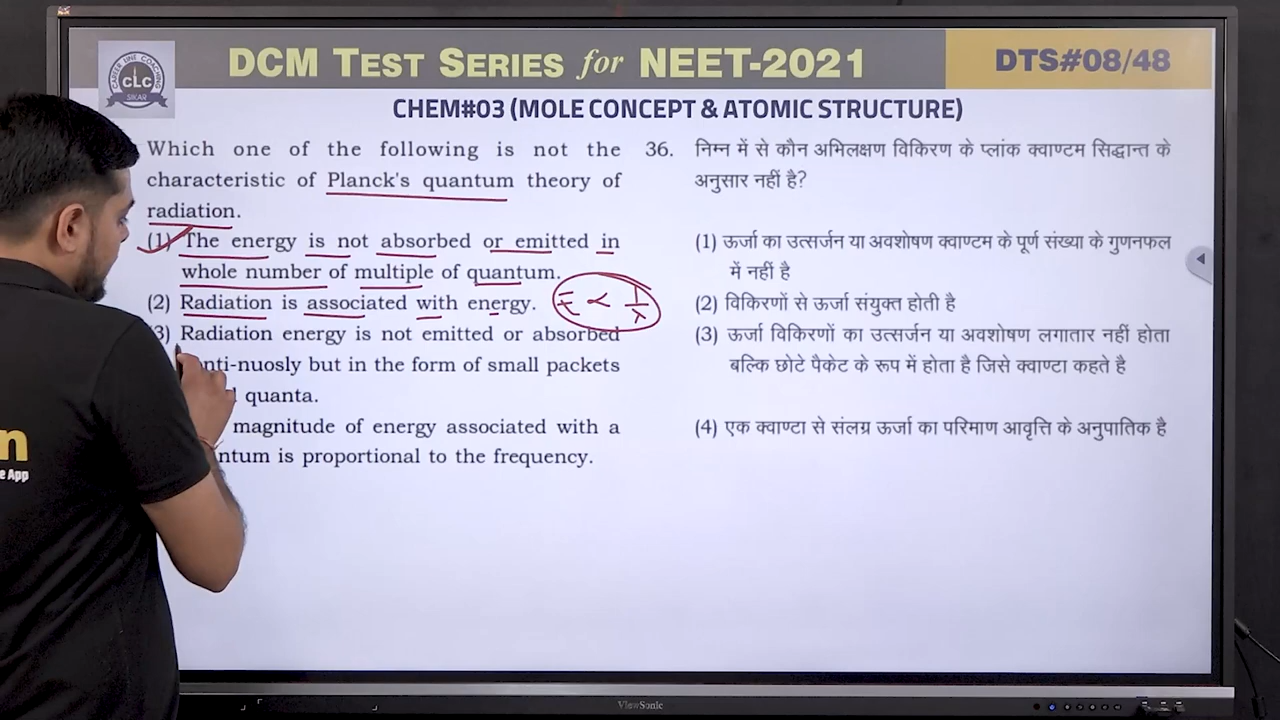 DCM TEST SERIES for NEET-2021
DTS#08/48
CAREER LINE COACHING
CLC
SIKAR
CHEM#03 (MOLE CONCEPT & ATOMIC STRUCTURE)
Which one of the following is not the
characteristic of Planck's quantum theory of
radiation.
(1) The energy is not absorbed or emitted in
whole number of multiple of quantum.
(2) Radiation is associated with energy.
E ∝ 1/λ
3) Radiation energy is not emitted or absorbed
nti-nuosly but in the form of small packets
quanta.
magnitude of energy associated with a
ntum is proportional to the frequency.
36. निम्न में से कौन अभिलक्षण विकिरण के प्लांक क्वाण्टम सिद्धान्त के
अनुसार नहीं है?
(1) ऊर्जा का उत्सर्जन या अवशोषण क्वाण्टम के पूर्ण संख्या के गुणनफल
में नहीं है
(2) विकिरणों से ऊर्जा संयुक्त होती है
(3) ऊर्जा विकिरणों का उत्सर्जन या अवशोषण लगातार नहीं होता
बल्कि छोटे पैकेट के रूप में होता है जिसे क्वाण्टा कहते है
(4) एक क्वाण्टा से संलग्र ऊर्जा का परिमाण आवृत्ति के अनुपातिक है
n
e App
ViewSonic